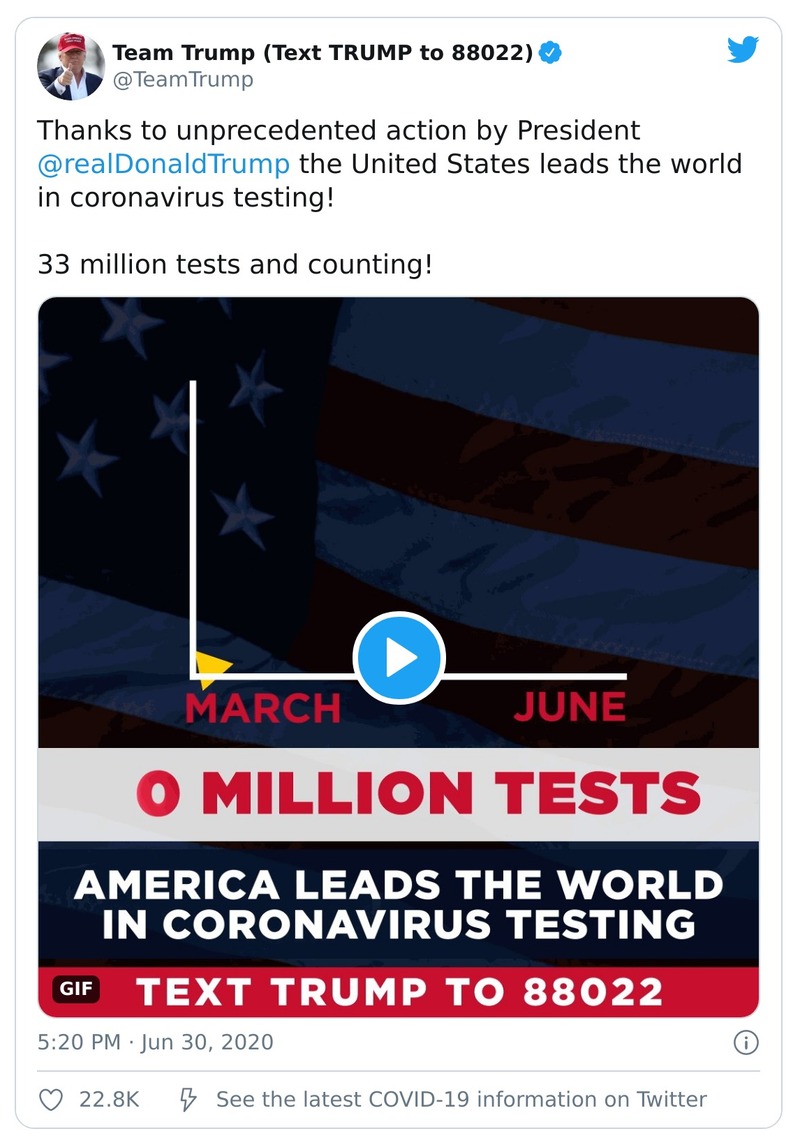 Team Trump (Text TRUMP to 88022)
@TeamTrump
Thanks to unprecedented action by President
@realDonaldTrump the United States leads the world
in coronavirus testing!
33 million tests and counting!
MARCH JUNE
0 MILLION TESTS
AMERICA LEADS THE WORLD
IN CORONAVIRUS TESTING
GIF TEXT TRUMP TO 88022
5:20 PM · Jun 30, 2020
22.8K See the latest COVID-19 information on Twitter